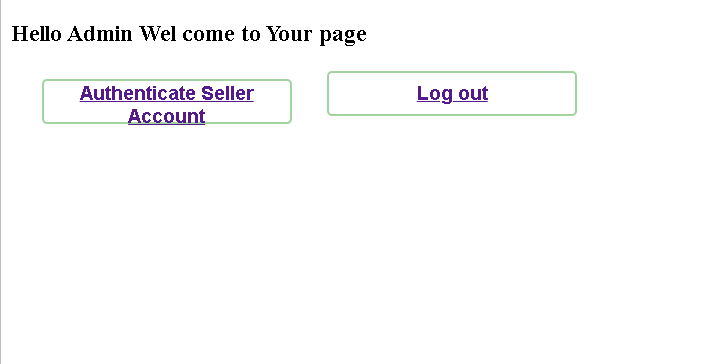 Hello Admin Wel come to Your page
Authenticate Seller
Account
Log out